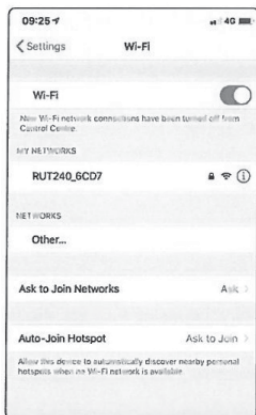 09:25 4G
Settings Wi-Fi
Wi-Fi
New Wi-Fi network connections have been turned off from
Control Centre.
MY NETWORKS
RUT240_6CD7
NETWORKS
Other...
Ask to Join Networks Ask
Auto-Join Hotspot Ask to Join
Allow this device to automatically discover nearby personal
hotspots when no Wi-Fi network is available.